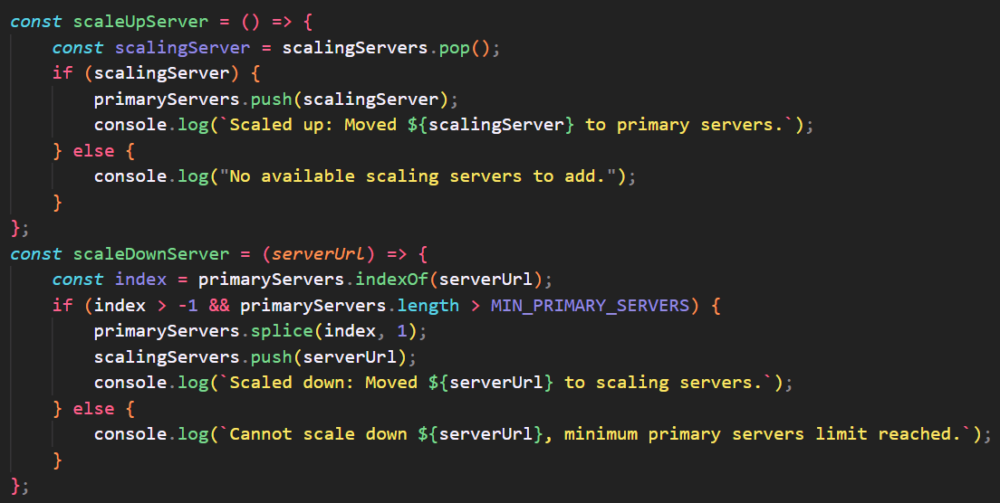 const scaleUpServer = () => {
    const scalingServer = scalingServers.pop();
    if (scalingServer) {
        primaryServers.push(scalingServer);
        console.log(`Scaled up: Moved ${scalingServer} to primary servers.`);
    } else {
        console.log("No available scaling servers to add.");
    }
};
const scaleDownServer = (serverUrl) => {
    const index = primaryServers.indexOf(serverUrl);
    if (index > -1 && primaryServers.length > MIN_PRIMARY_SERVERS) {
        primaryServers.splice(index, 1);
        scalingServers.push(serverUrl);
        console.log(`Scaled down: Moved ${serverUrl} to scaling servers.`);
    } else {
        console.log(`Cannot scale down ${serverUrl}, minimum primary servers limit reached.`);
    }
};